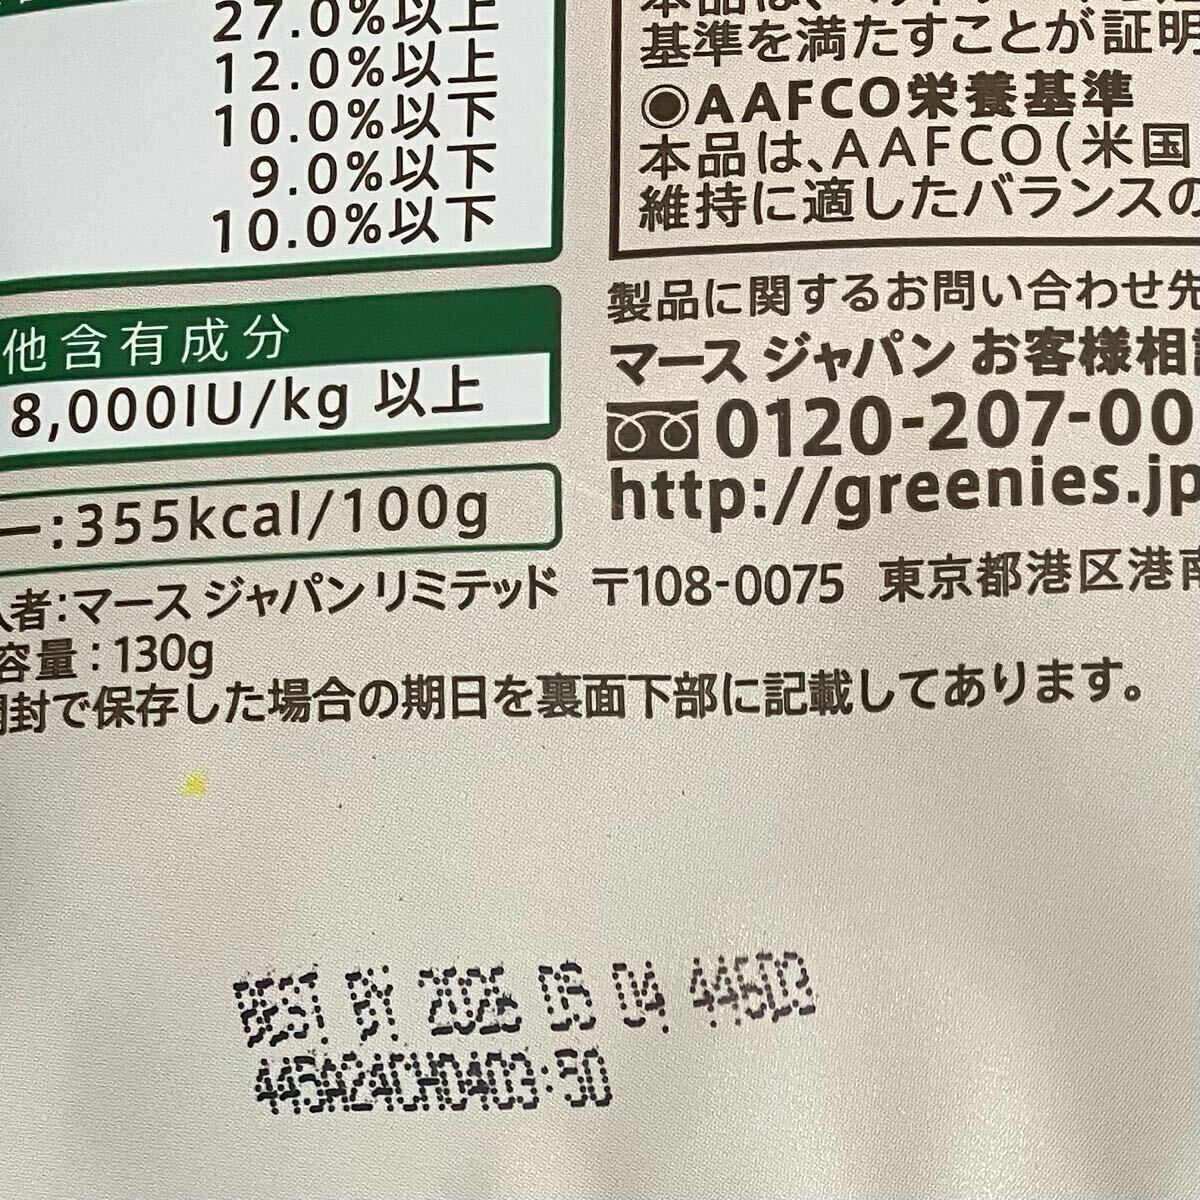 27.0%以上
12.0%以上
10.0%以下
9.0%以下
10.0%以下
他含有成分
8,000IU/kg 以上
ー:355kcal/100g
者:マース ジャパン リミテッド 〒108-0075 東京都港区港南
容量:130g
封で保存した場合の期日を裏面下部に記載してあります。
本品は、
基準を満たすことが証明
◉AAFCO栄養基準
本品は、AAFCO(米国
維持に適したバランスの
製品に関するお問い合わせ先
マース ジャパン お客様相談
0120-207-00
http://greenies.jp
BEST BY 2026 05 04 445D3
445A24CH0A03:50